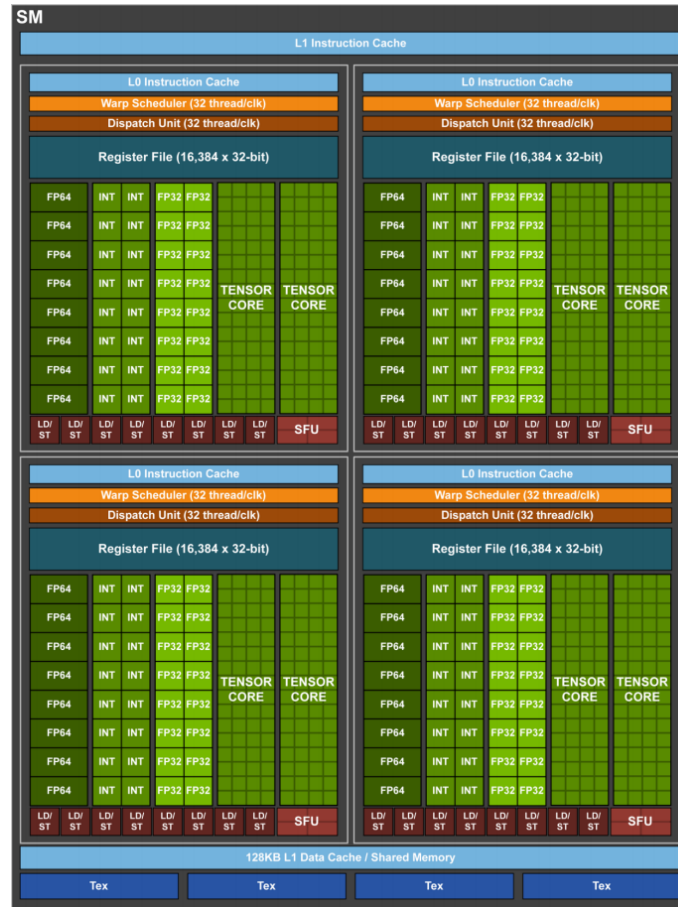 SM
L1 Instruction Cache
L0 Instruction Cache
Warp Scheduler (32 thread/clk)
Dispatch Unit (32 thread/clk)
Register File (16,384 x 32-bit)
FP64 INT INT FP32 FP32
FP64 INT INT FP32 FP32
FP64 INT INT FP32 FP32
FP64 INT INT FP32 FP32
TENSOR TENSOR
CORE CORE
FP64 INT INT FP32 FP32
FP64 INT INT FP32 FP32
FP64 INT INT FP32 FP32
FP64 INT INT FP32 FP32
LD/ LD/ LD/ LD/ LD/ LD/ LD/ LD/
ST ST ST ST ST ST ST ST
SFU
L0 Instruction Cache
Warp Scheduler (32 thread/clk)
Dispatch Unit (32 thread/clk)
Register File (16,384 x 32-bit)
FP64 INT INT FP32 FP32
FP64 INT INT FP32 FP32
FP64 INT INT FP32 FP32
FP64 INT INT FP32 FP32
TENSOR TENSOR
CORE CORE
FP64 INT INT FP32 FP32
FP64 INT INT FP32 FP32
FP64 INT INT FP32 FP32
FP64 INT INT FP32 FP32
LD/ LD/ LD/ LD/ LD/ LD/ LD/ LD/
ST ST ST ST ST ST ST ST
SFU
L0 Instruction Cache
Warp Scheduler (32 thread/clk)
Dispatch Unit (32 thread/clk)
Register File (16,384 x 32-bit)
FP64 INT INT FP32 FP32
FP64 INT INT FP32 FP32
FP64 INT INT FP32 FP32
FP64 INT INT FP32 FP32
TENSOR TENSOR
CORE CORE
FP64 INT INT FP32 FP32
FP64 INT INT FP32 FP32
FP64 INT INT FP32 FP32
FP64 INT INT FP32 FP32
LD/ LD/ LD/ LD/ LD/ LD/ LD/ LD/
ST ST ST ST ST ST ST ST
SFU
L0 Instruction Cache
Warp Scheduler (32 thread/clk)
Dispatch Unit (32 thread/clk)
Register File (16,384 x 32-bit)
FP64 INT INT FP32 FP32
FP64 INT INT FP32 FP32
FP64 INT INT FP32 FP32
FP64 INT INT FP32 FP32
TENSOR TENSOR
CORE CORE
FP64 INT INT FP32 FP32
FP64 INT INT FP32 FP32
FP64 INT INT FP32 FP32
FP64 INT INT FP32 FP32
LD/ LD/ LD/ LD/ LD/ LD/ LD/ LD/
ST ST ST ST ST ST ST ST
SFU
128KB L1 Data Cache / Shared Memory
Tex Tex Tex Tex